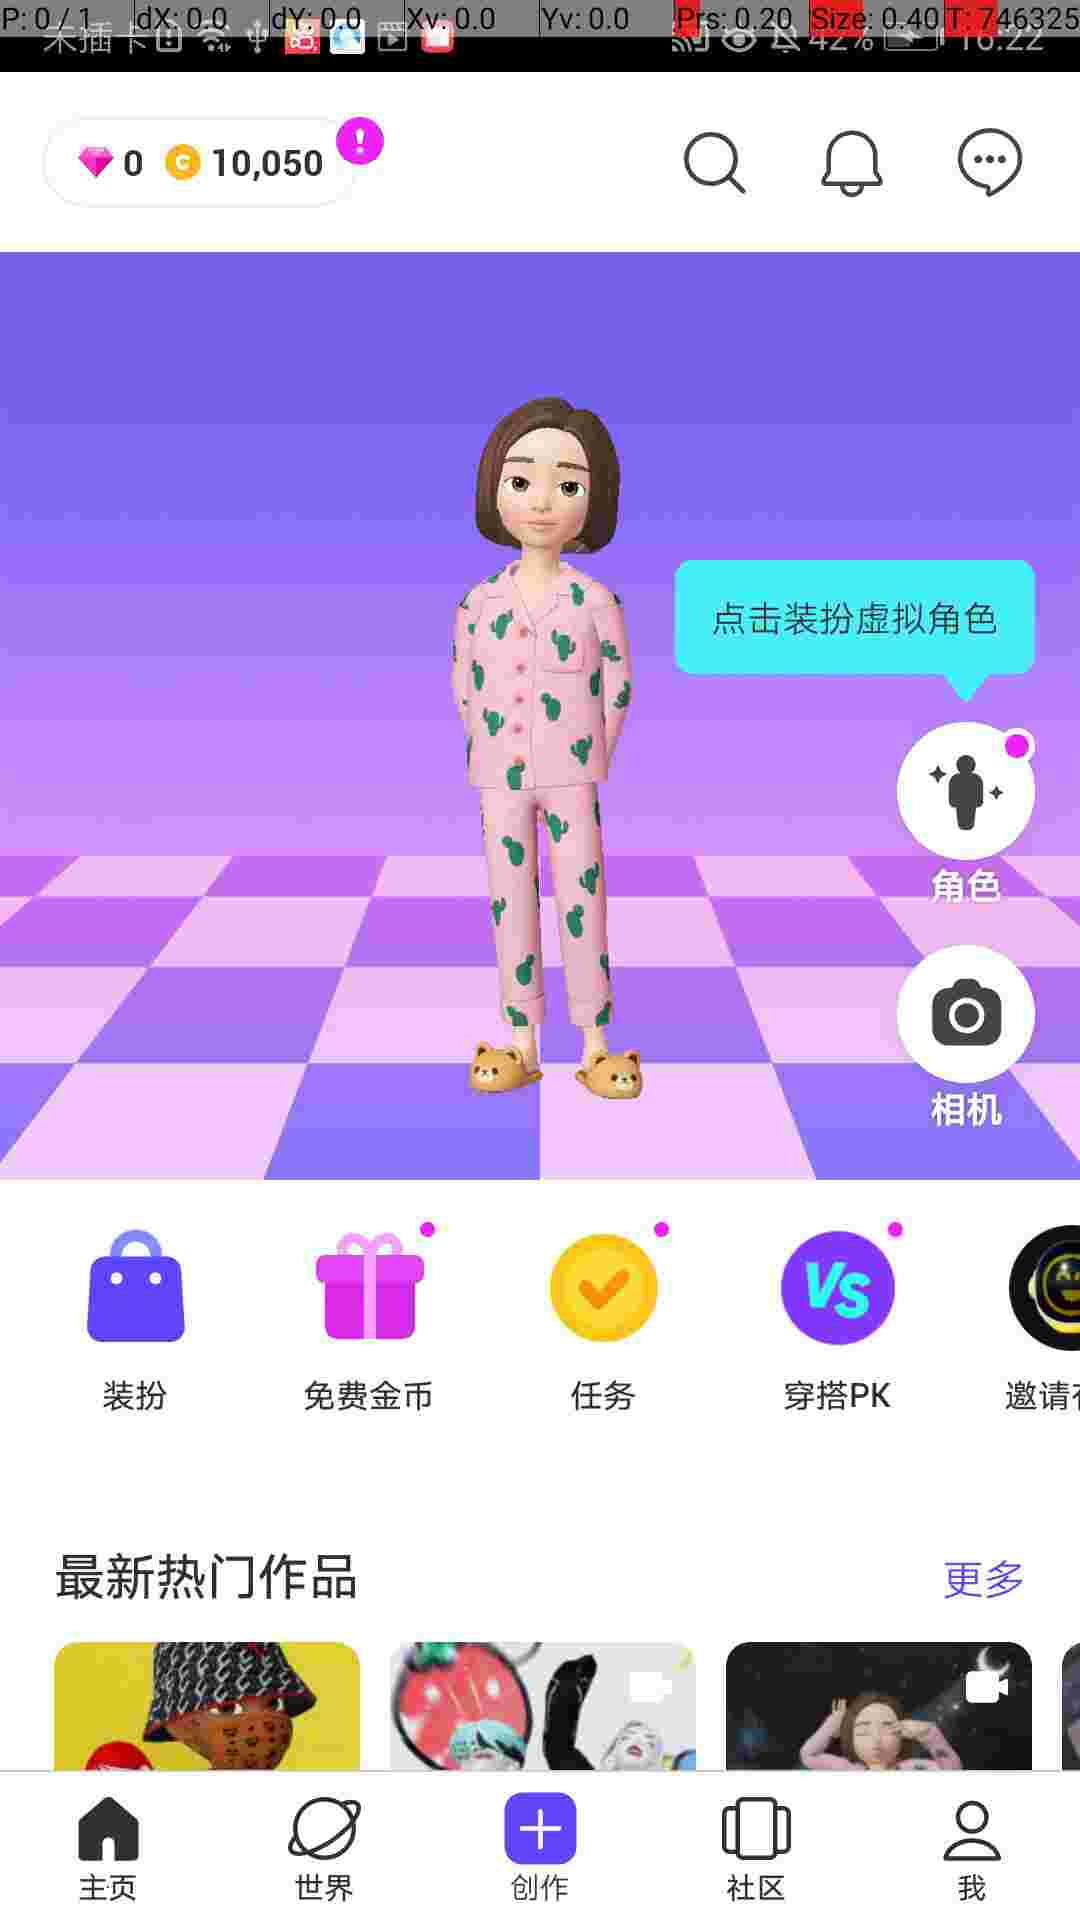 P: 0 / 1 dX: 0.0 dY: 0.0 Xv: 0.0 Yv: 0.0 Prs: 0.20 Size: 0.40 T: 746325
未插卡 42% 16:22
0 10,050
点击装扮虚拟角色
角色
相机
装扮 免费金币 任务 穿搭PK 邀请
最新热门作品 更多
主页 世界 创作 社区 我